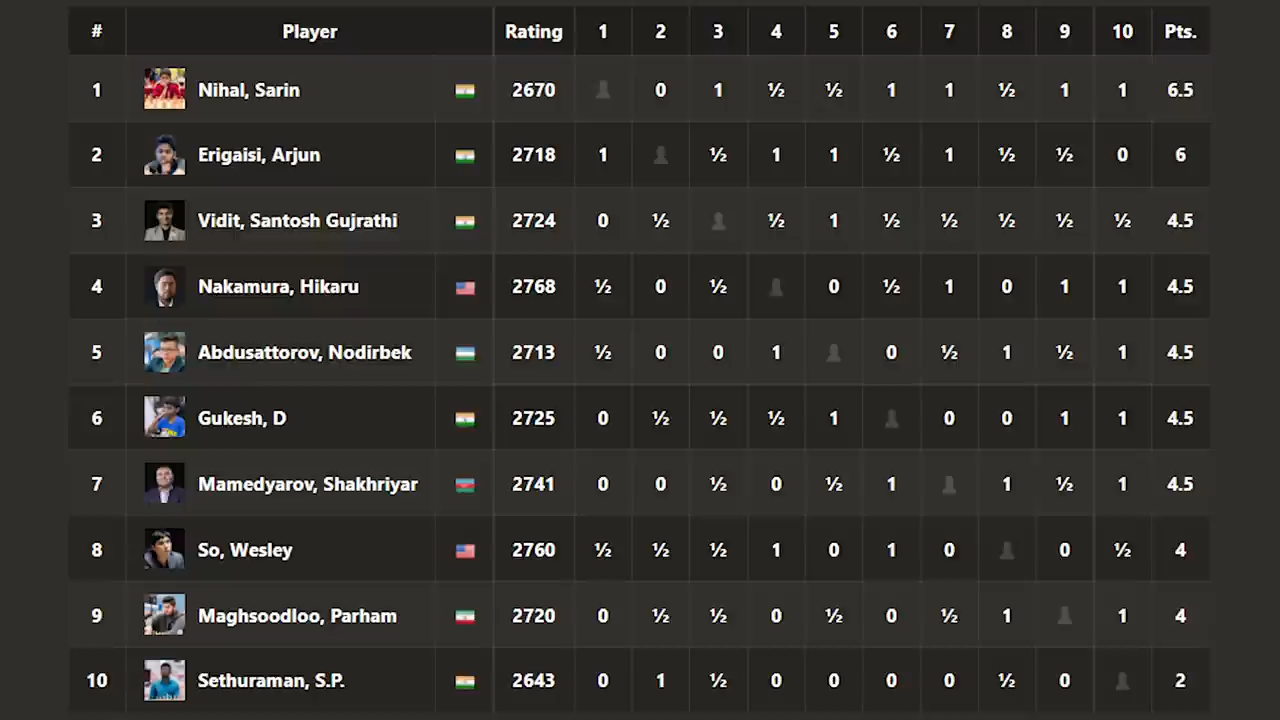 # Player Rating 1 2 3 4 5 6 7 8 9 10 Pts.
1 Nihal, Sarin 2670 0 1 ½ ½ 1 1 ½ 1 1 6.5
2 Erigaisi, Arjun 2718 1 ½ 1 1 ½ 1 ½ ½ 0 6
3 Vidit, Santosh Gujrathi 2724 0 ½ ½ 1 ½ ½ ½ ½ ½ 4.5
4 Nakamura, Hikaru 2768 ½ 0 ½ 0 ½ 1 0 1 1 4.5
5 Abdusattorov, Nodirbek 2713 ½ 0 0 1 0 ½ 1 ½ 1 4.5
6 Gukesh, D 2725 0 ½ ½ ½ 1 0 0 1 1 4.5
7 Mamedyarov, Shakhriyar 2741 0 0 ½ 0 ½ 1 1 ½ 1 4.5
8 So, Wesley 2760 ½ ½ ½ 1 0 1 0 0 ½ 4
9 Maghsoodloo, Parham 2720 0 ½ ½ 0 ½ 0 ½ 1 1 4
10 Sethuraman, S.P. 2643 0 1 ½ 0 0 0 0 ½ 0 2